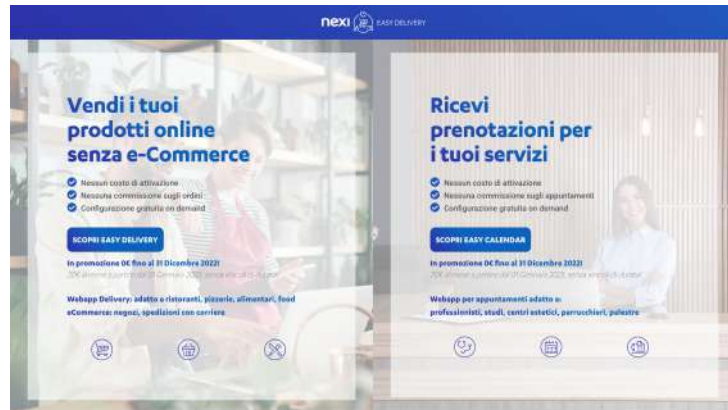 nexi EASY DELIVERY
Vendi i tuoi
prodotti online
senza e-Commerce
Nessun costo di attivazione
Nessuna commissione sugli ordini
Configurazione gratuita on demand
SCOPRI EASY DELIVERY
In promozione 0€ fino al 31 Dicembre 2022!
Webapp Delivery: adatto a ristoranti, pizzerie, alimentari, food
eCommerce: negozi, spedizioni con corriere
Ricevi
prenotazioni per
i tuoi servizi
Nessun costo di attivazione
Nessuna commissione sugli appuntamenti
Configurazione gratuita on demand
SCOPRI EASY CALENDAR
In promozione 0€ fino al 31 Dicembre 2022!
Webapp per appuntamenti adatto a:
professionisti, studi, centri estetici, parrucchieri, palestre